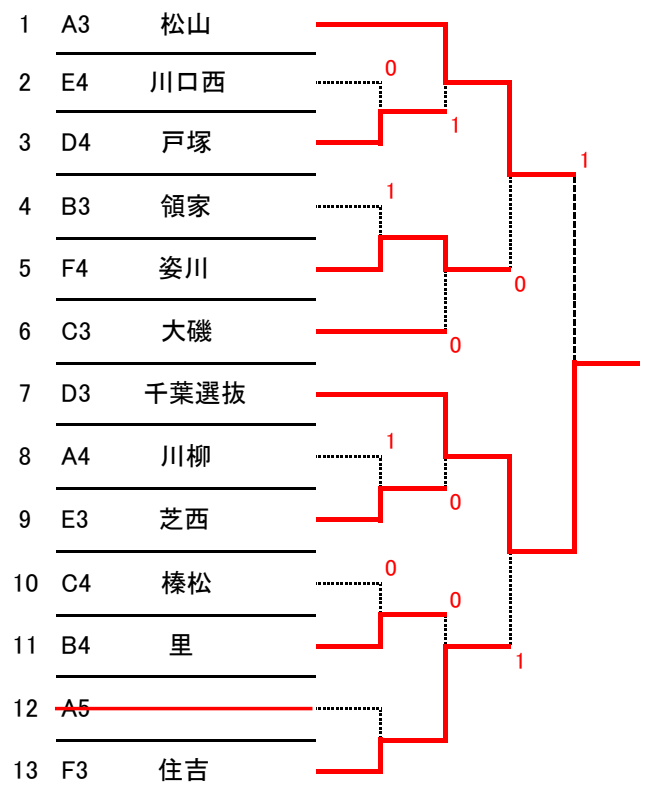 1 A3 松山
2 E4 川口西 0
3 D4 戸塚 1
1
4 B3 領家 1
5 F4 姿川 0
6 C3 大磯 0
7 D3 千葉選抜
8 A4 川柳 1
9 E3 芝西 0
10 C4 榛松 0 0
11 B4 里 1
12 A5
13 F3 住吉